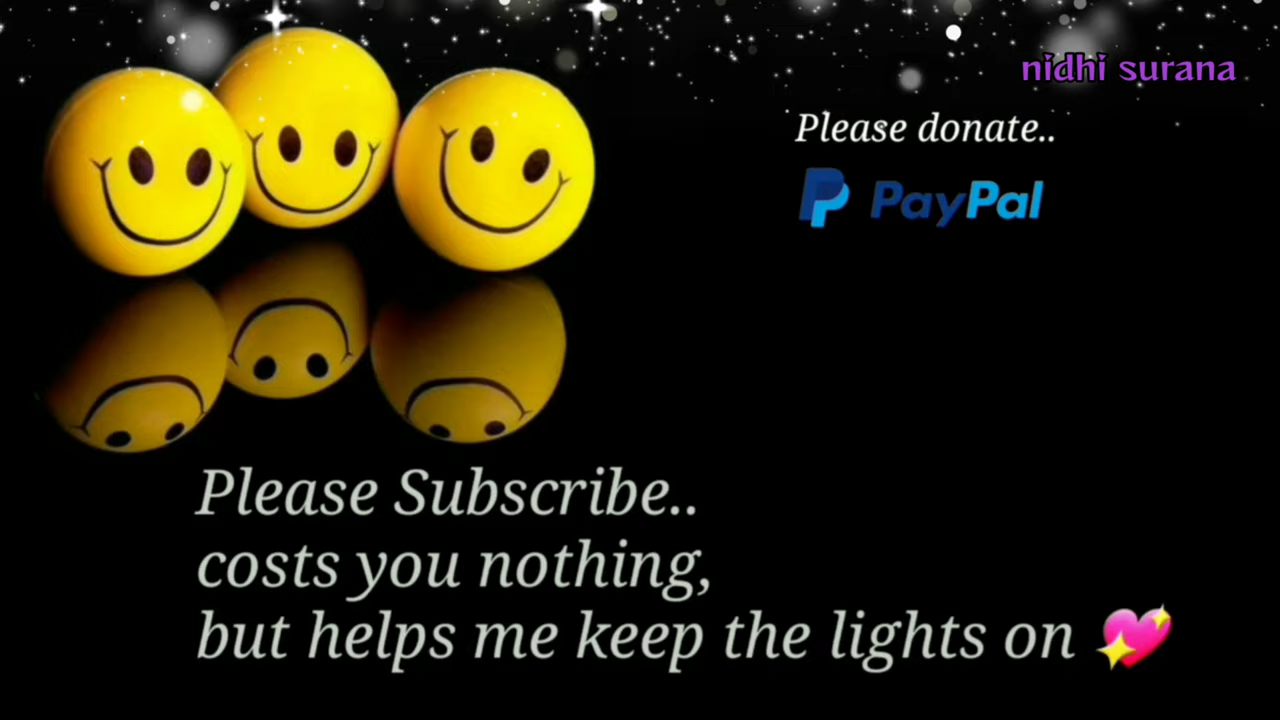 nidhi surana
Please donate..
PayPal
Please Subscribe..
costs you nothing,
but helps me keep the lights on 💖